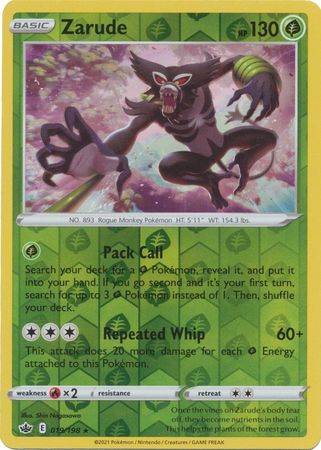 BASIC
Zarude
HP 130
NO. 893 Rogue Monkey Pokémon HT: 5'11" WT: 154.3 lbs.
Pack Call
Search your deck for a Pokémon, reveal it, and put it
into your hand. If you go second and it's your first turn,
search for up to 3 Pokémon instead of 1. Then, shuffle
your deck.
Repeated Whip 60+
This attack does 20 more damage for each
Energy attached to this Pokémon.
weakness ×2 resistance retreat
Illus. Shin Nagasawa
E 019/198 ★
Once the vines on Zarude's body fall
off, they become nutrients in the soil.
This helps the plants of the forest grow.
©2021 Pokémon / Nintendo / Creatures / GAME FREAK